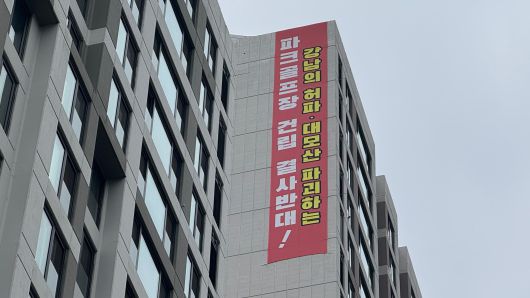 강남의 허파·대모산 파괴하는
파크골프장 건립 결사반대!